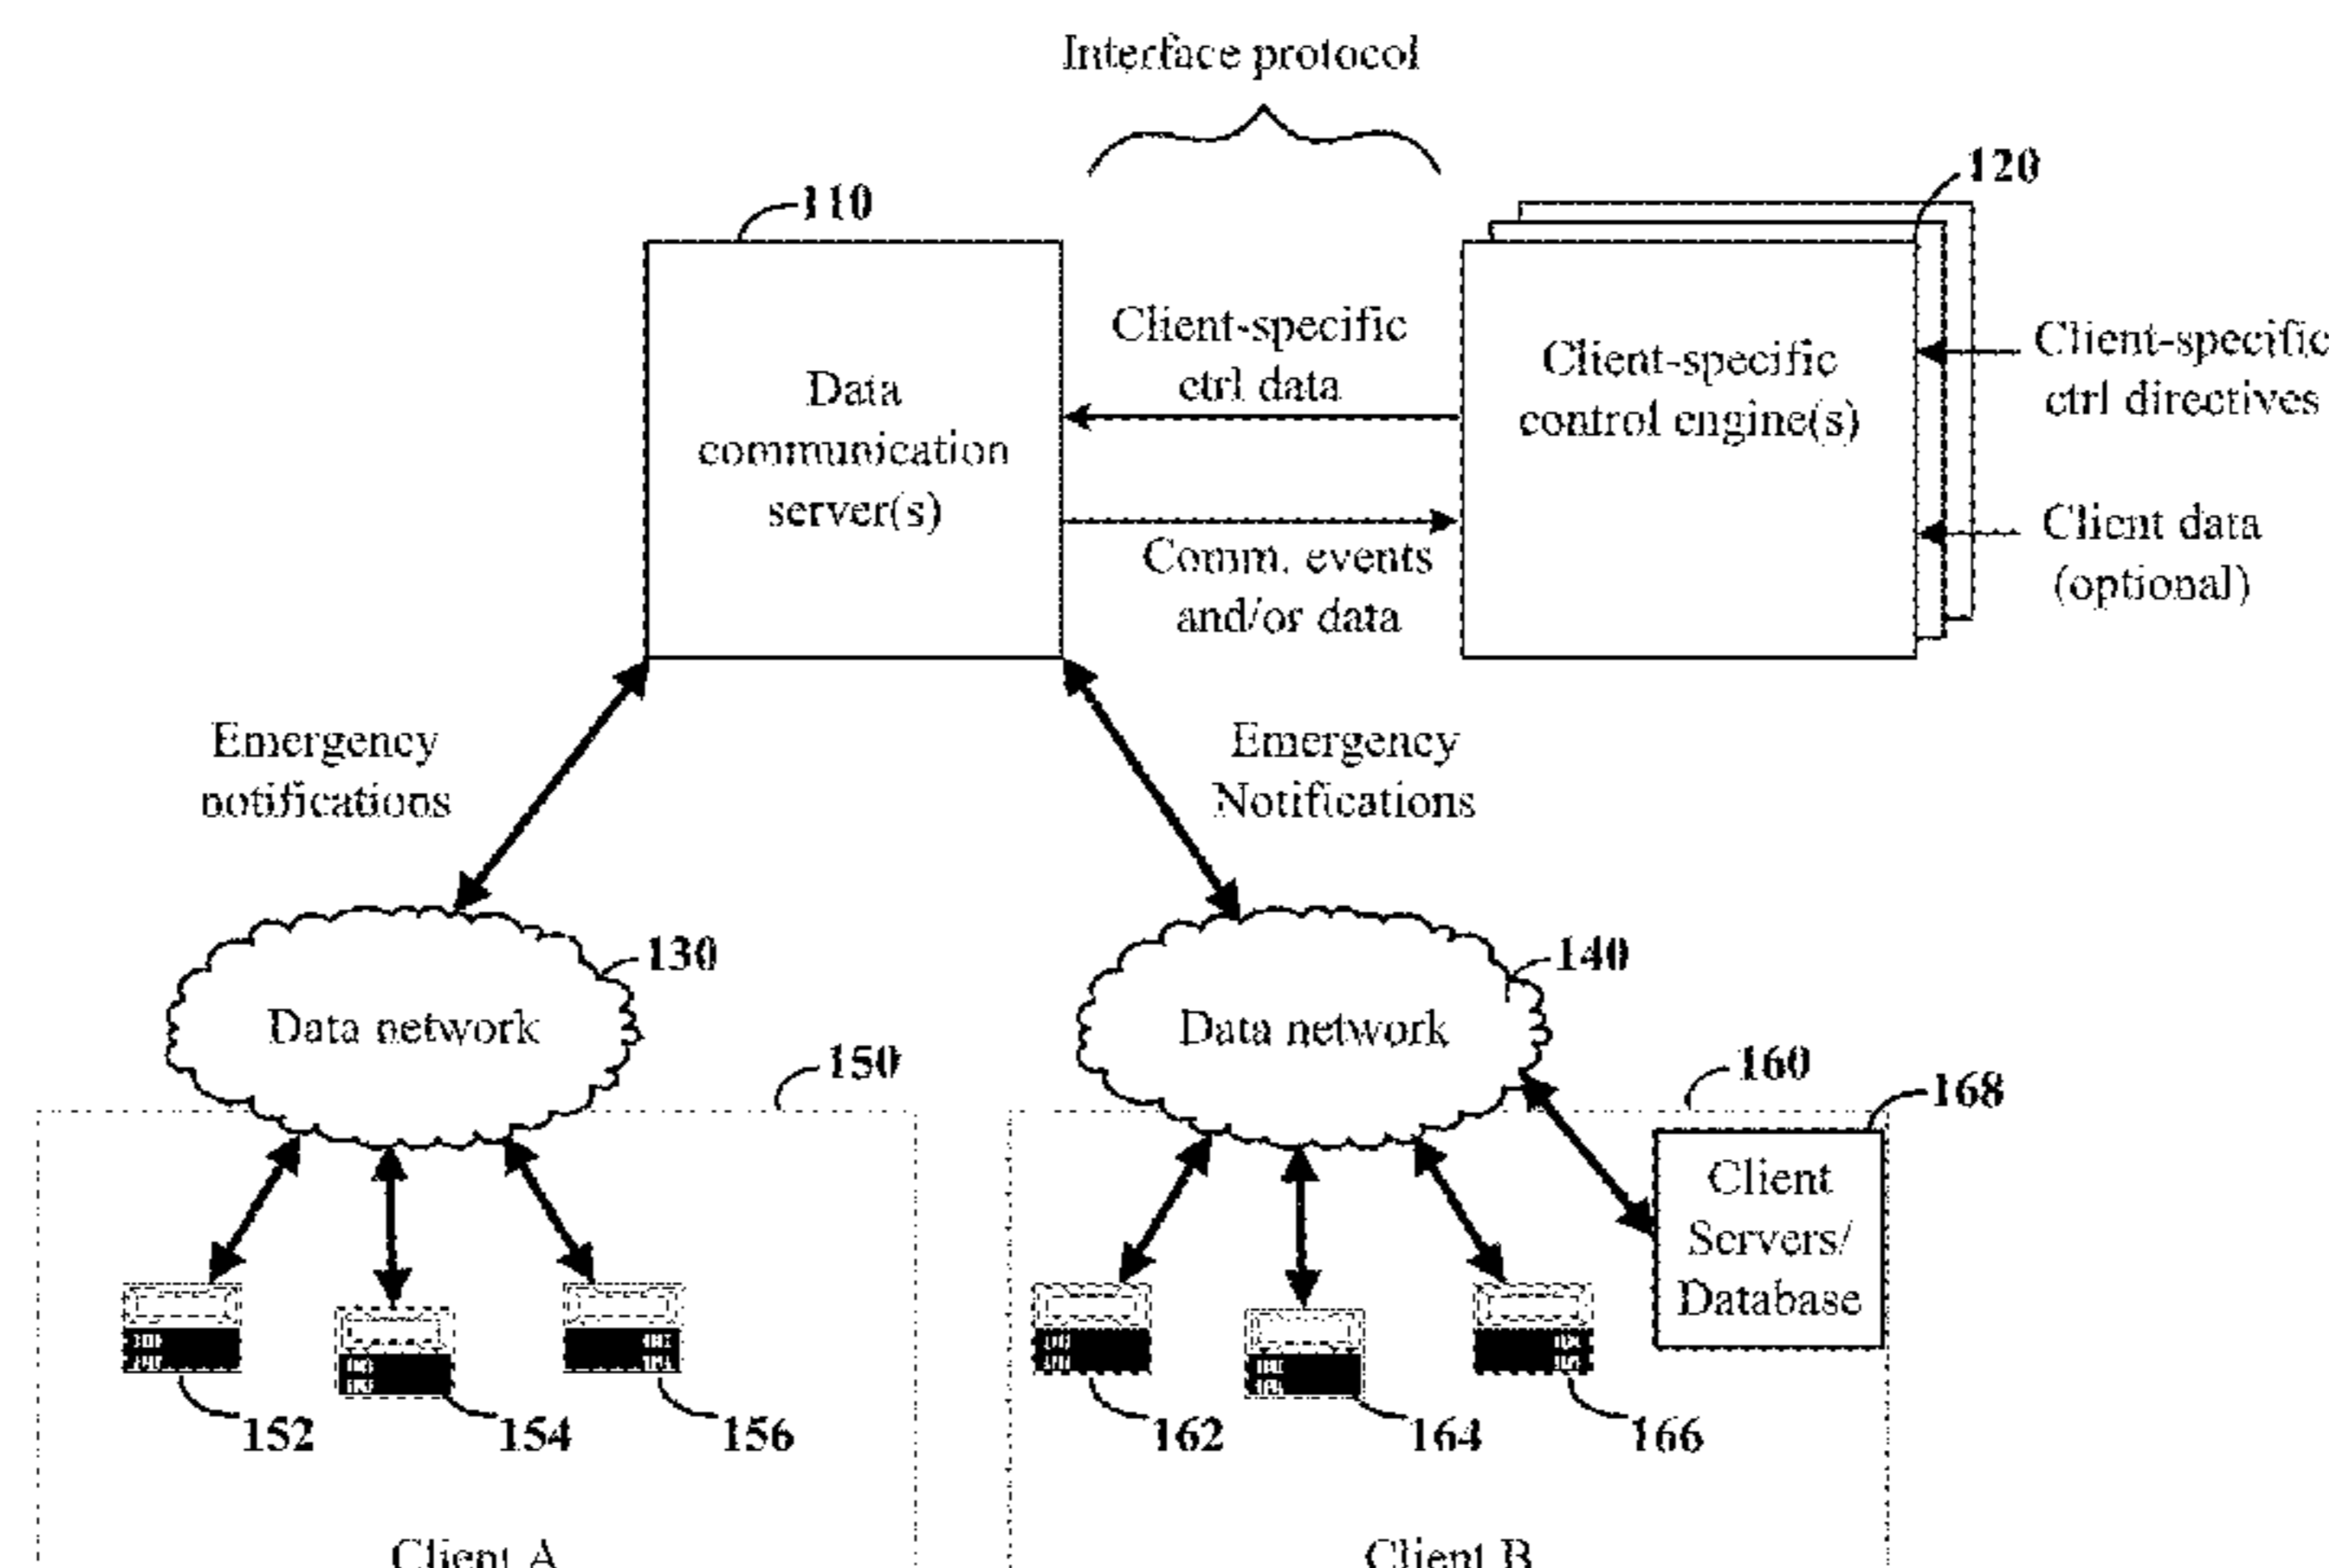 Interface protocol
110
120
Data
communication
server(s)
Client-specific
ctrl data
Comm. events
and/or data
Client-specific
control engine(s)
Client-specific
ctrl directives
Client data
(optional)
Emergency
notifications
Emergency
Notifications
130
Data network
140
Data network
150
160
168
Client
Servers/
Database
152
154
156
162
164
166
Client A
Client B